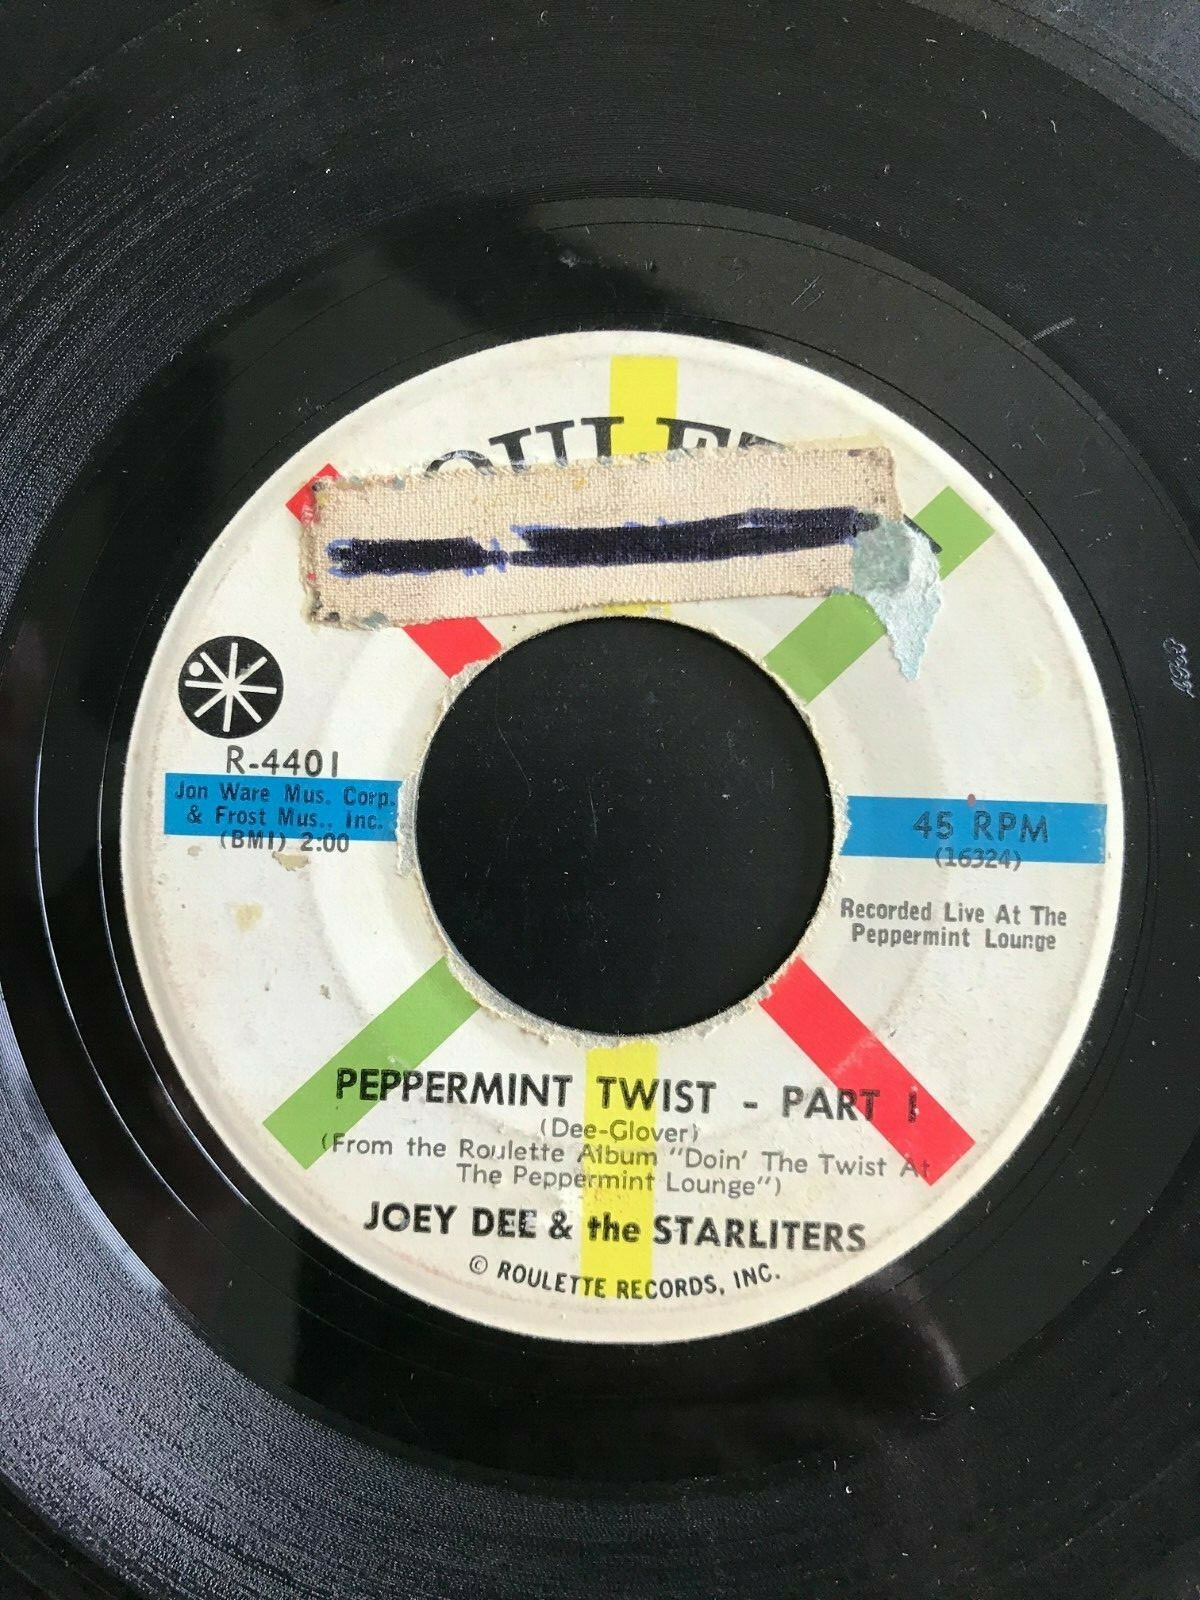 R-4401
Jon Ware Mus. Corp.
& Frost Mus., Inc.
(BMI) 2:00
45 RPM
(16324)
Recorded Live At The
Peppermint Lounge
PEPPERMINT TWIST - PART I
(Dee-Glover)
(From the Roulette Album "Doin' The Twist At
The Peppermint Lounge")
JOEY DEE & the STARLITERS
© ROULETTE RECORDS, INC.